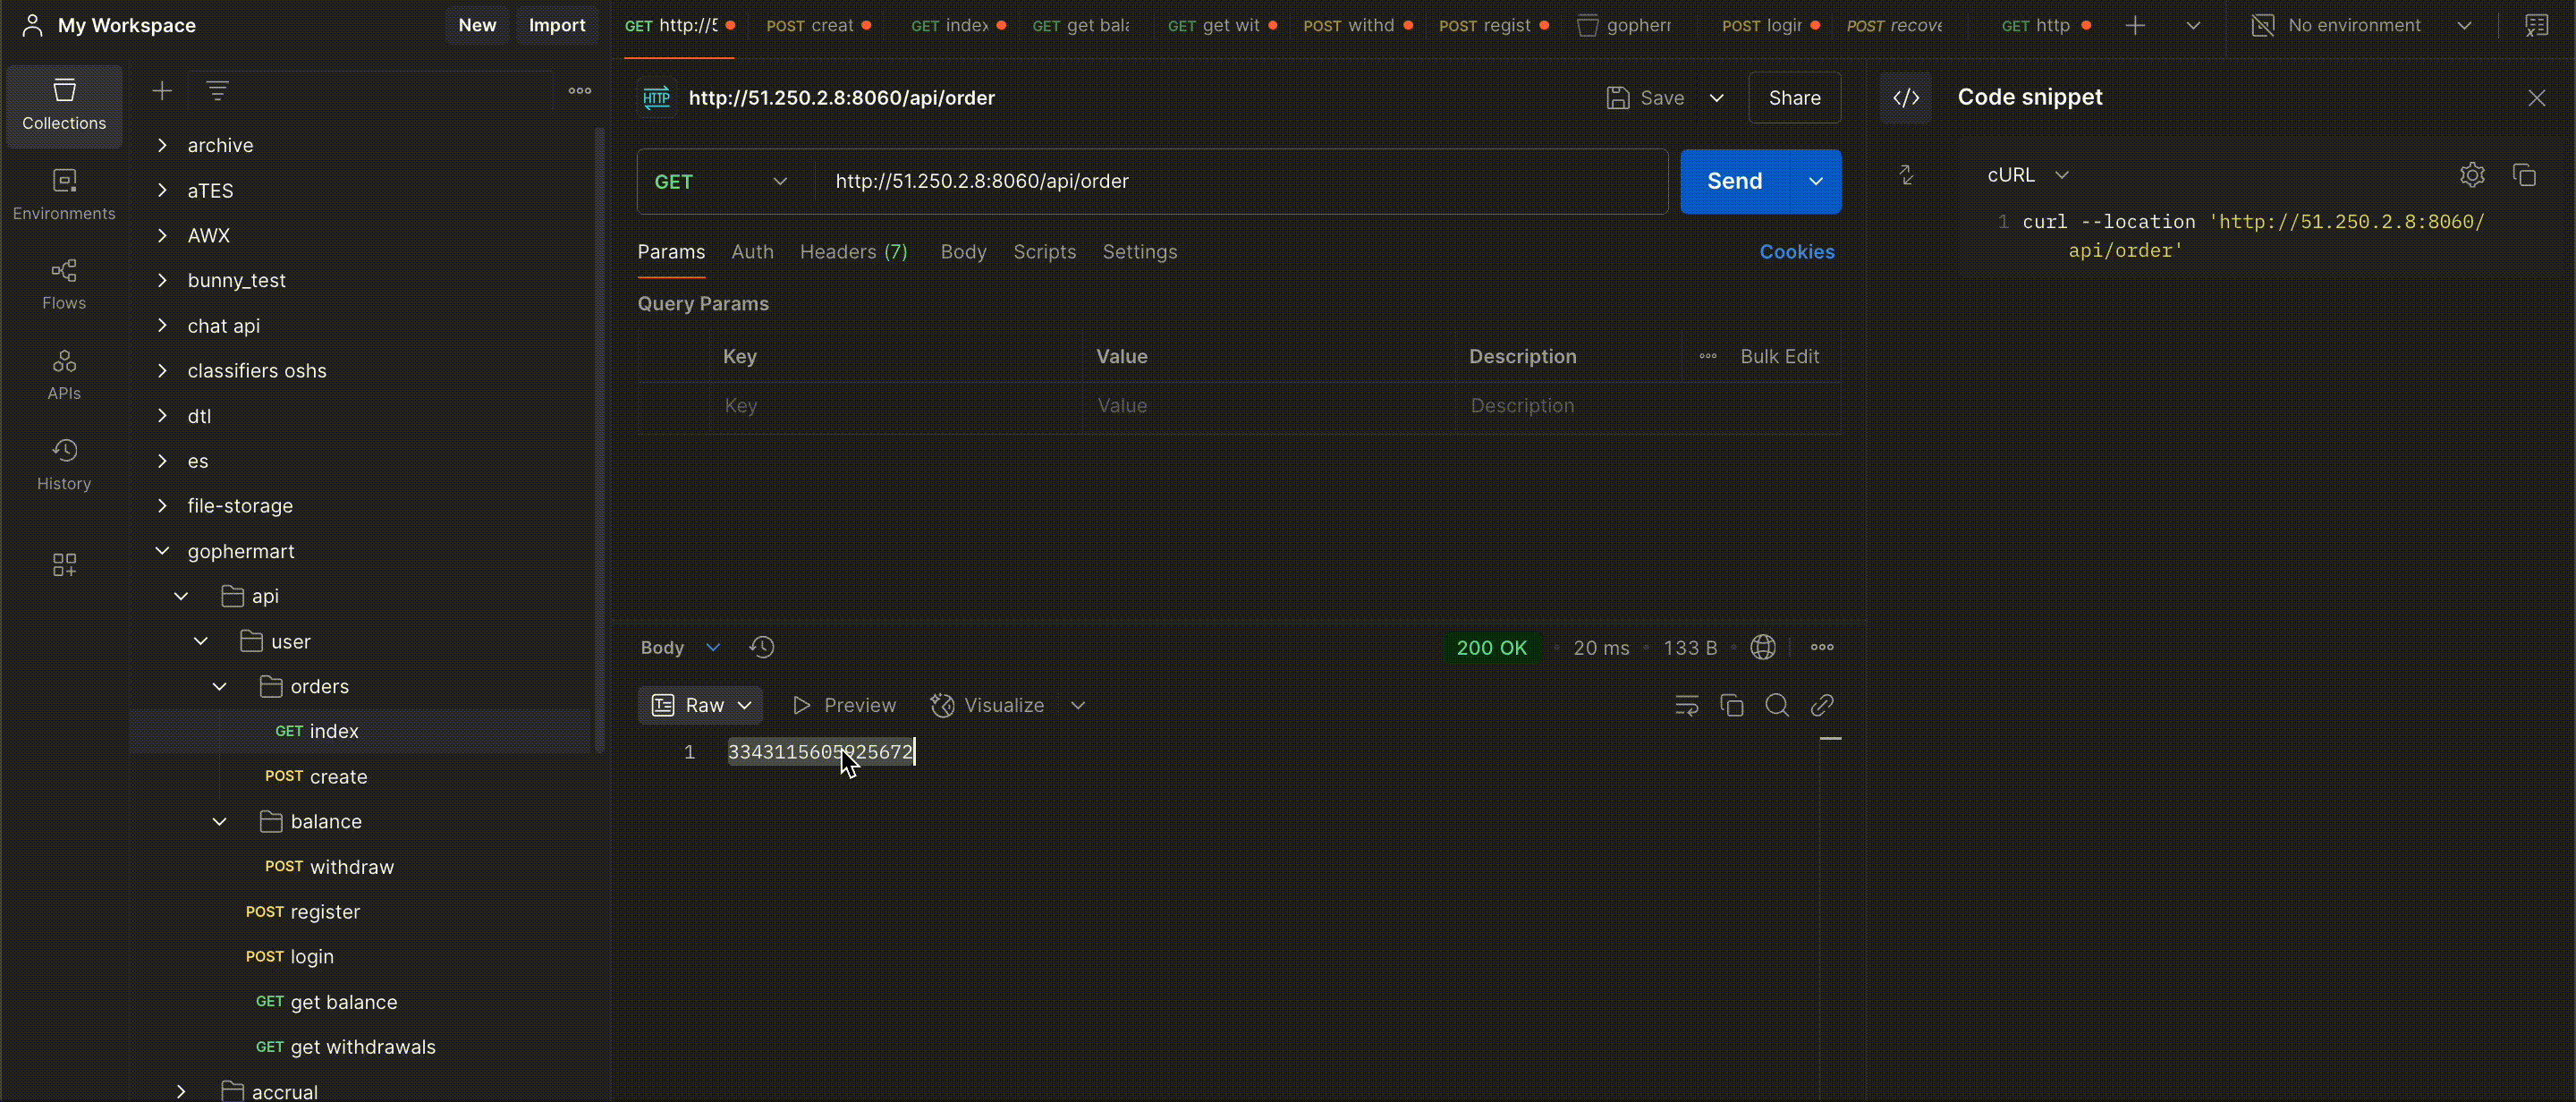 My Workspace
New
Import
GET http://5
POST creat
GET index
GET get bala
GET get wit
POST withd
POST regist
gopherr
POST login
POST recove
GET http
No environment
Collections
Environments
Flows
APIs
History
archive
aTES
AWX
bunny_test
chat api
classifiers oshs
dtl
es
file-storage
gophermart
api
user
orders
GET index
POST create
balance
POST withdraw
POST register
POST login
GET get balance
GET get withdrawals
accrual
HTTP http://51.250.2.8:8060/api/order
Save
Share
GET http://51.250.2.8:8060/api/order
Send
Params Auth Headers (7) Body Scripts Settings
Cookies
Query Params
Key Value Description Bulk Edit
Key Value Description
Body
200 OK 20 ms 133 B
Raw Preview Visualize
1 3343115605925672
Code snippet
cURL
1 curl --location 'http://51.250.2.8:8060/
api/order'